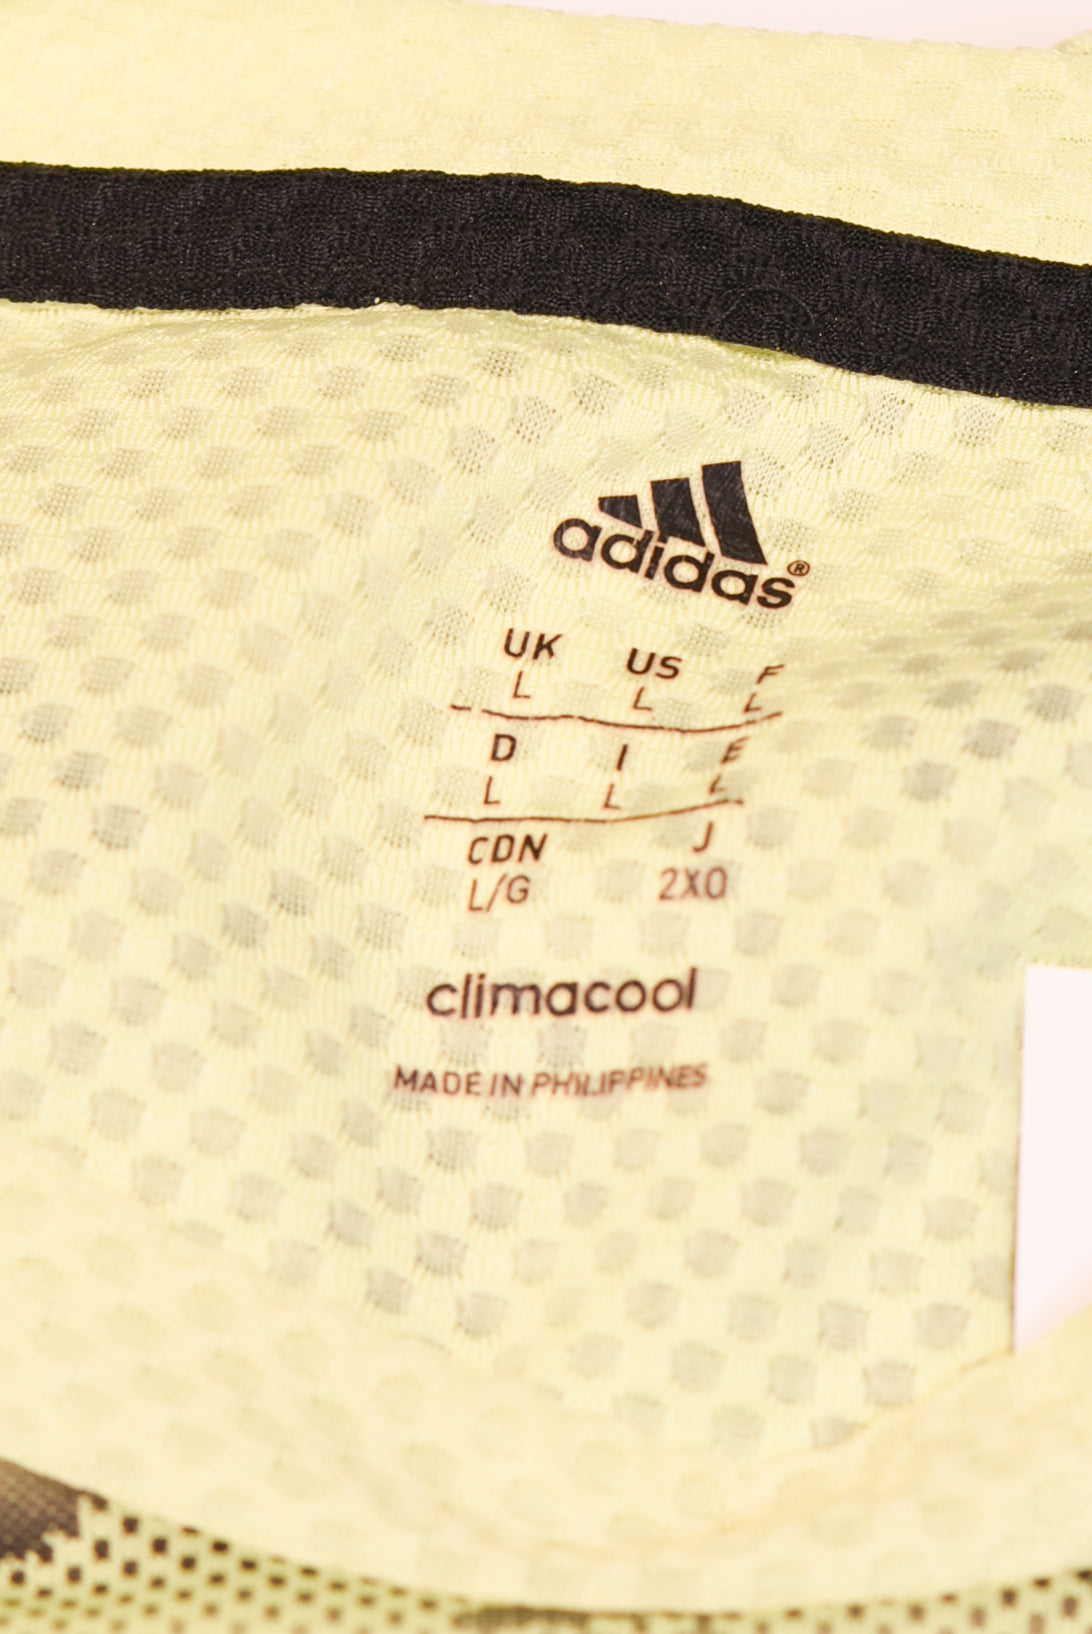 adidas®
UK US F
L L L
D I E
L L L
CDN J
L/G 2XO
climacool
MADE IN PHILIPPINES